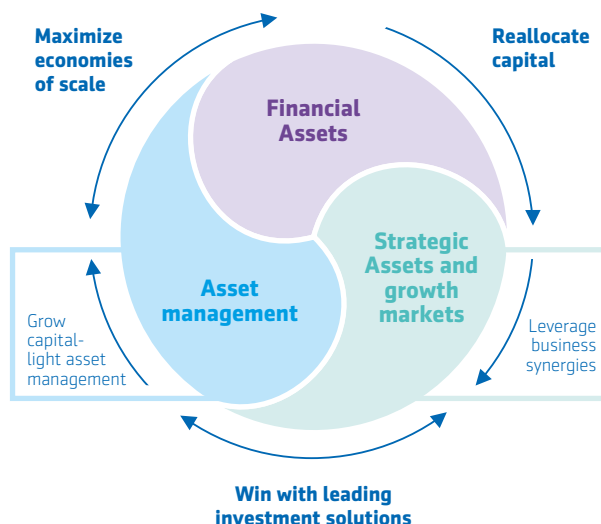 Maximize
economies
of scale
Reallocate
capital
Financial
Assets
Strategic
Assets and
growth
markets
Asset
management
Grow
capital-
light asset
management
Leverage
business
synergies
Win with leading
investment solutions